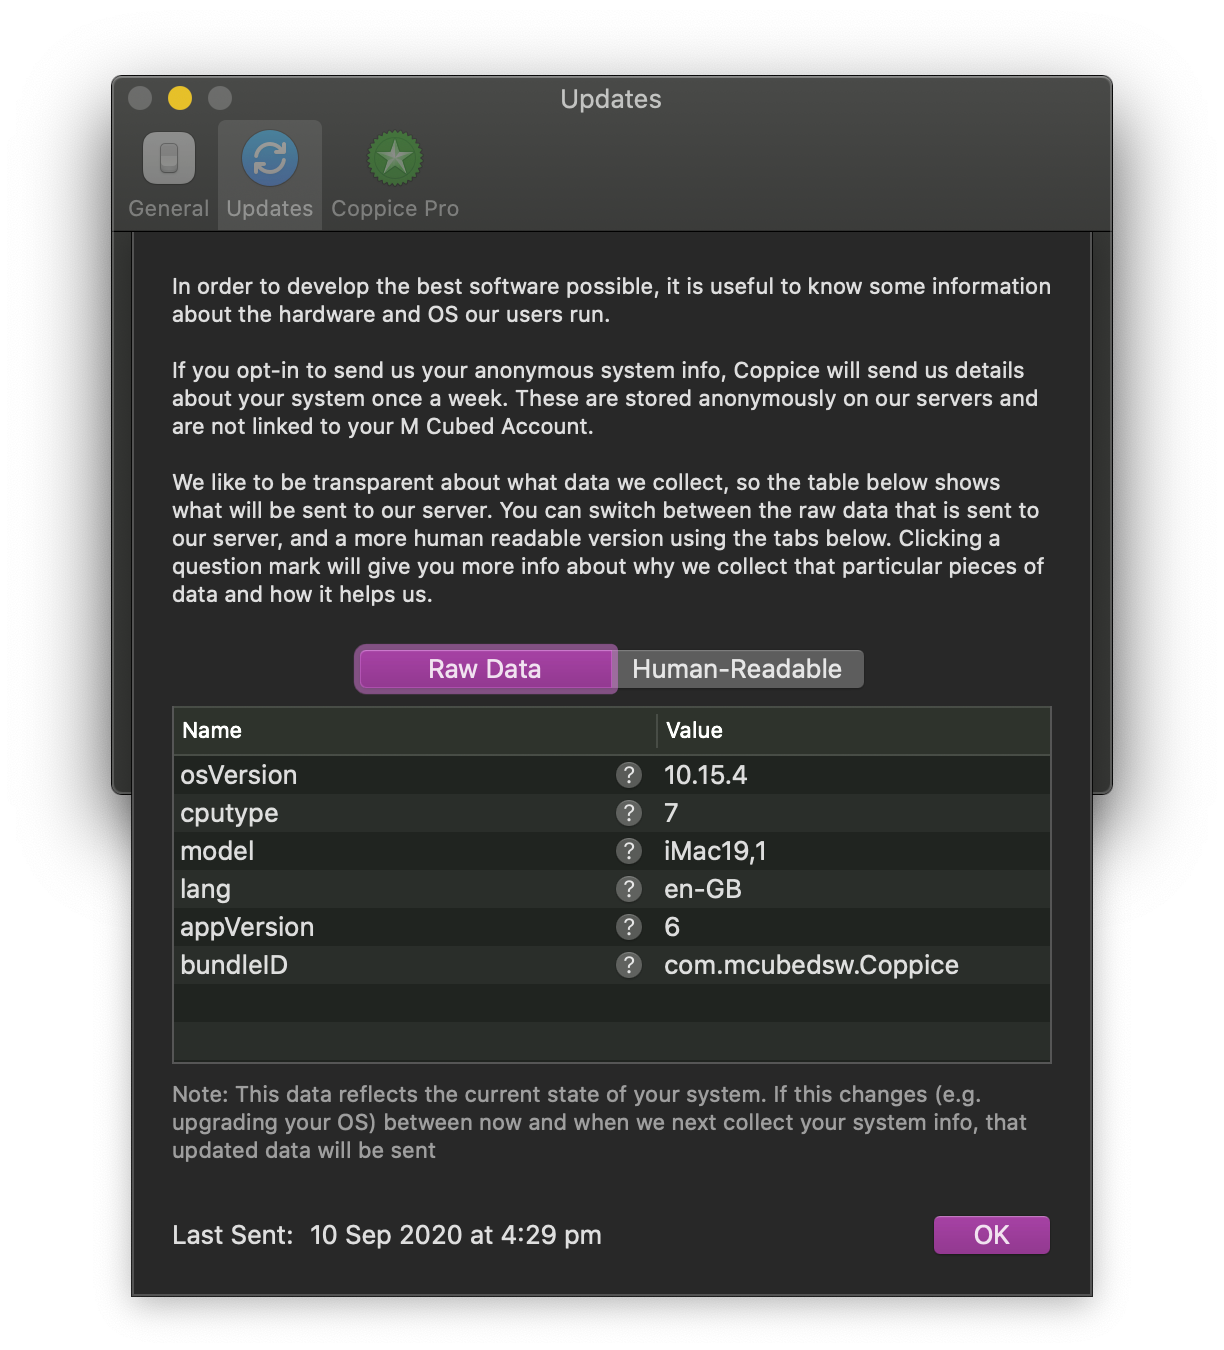 Updates
General Updates Coppice Pro
In order to develop the best software possible, it is useful to know some information
about the hardware and OS our users run.
If you opt-in to send us your anonymous system info, Coppice will send us details
about your system once a week. These are stored anonymously on our servers and
are not linked to your M Cubed Account.
We like to be transparent about what data we collect, so the table below shows
what will be sent to our server. You can switch between the raw data that is sent to
our server, and a more human readable version using the tabs below. Clicking a
question mark will give you more info about why we collect that particular pieces of
data and how it helps us.
Raw Data Human-Readable
Name Value
osVersion ? 10.15.4
cputype ? 7
model ? iMac19,1
lang ? en-GB
appVersion ? 6
bundleID ? com.mcubedsw.Coppice
Note: This data reflects the current state of your system. If this changes (e.g.
upgrading your OS) between now and when we next collect your system info, that
updated data will be sent
Last Sent: 10 Sep 2020 at 4:29 pm OK